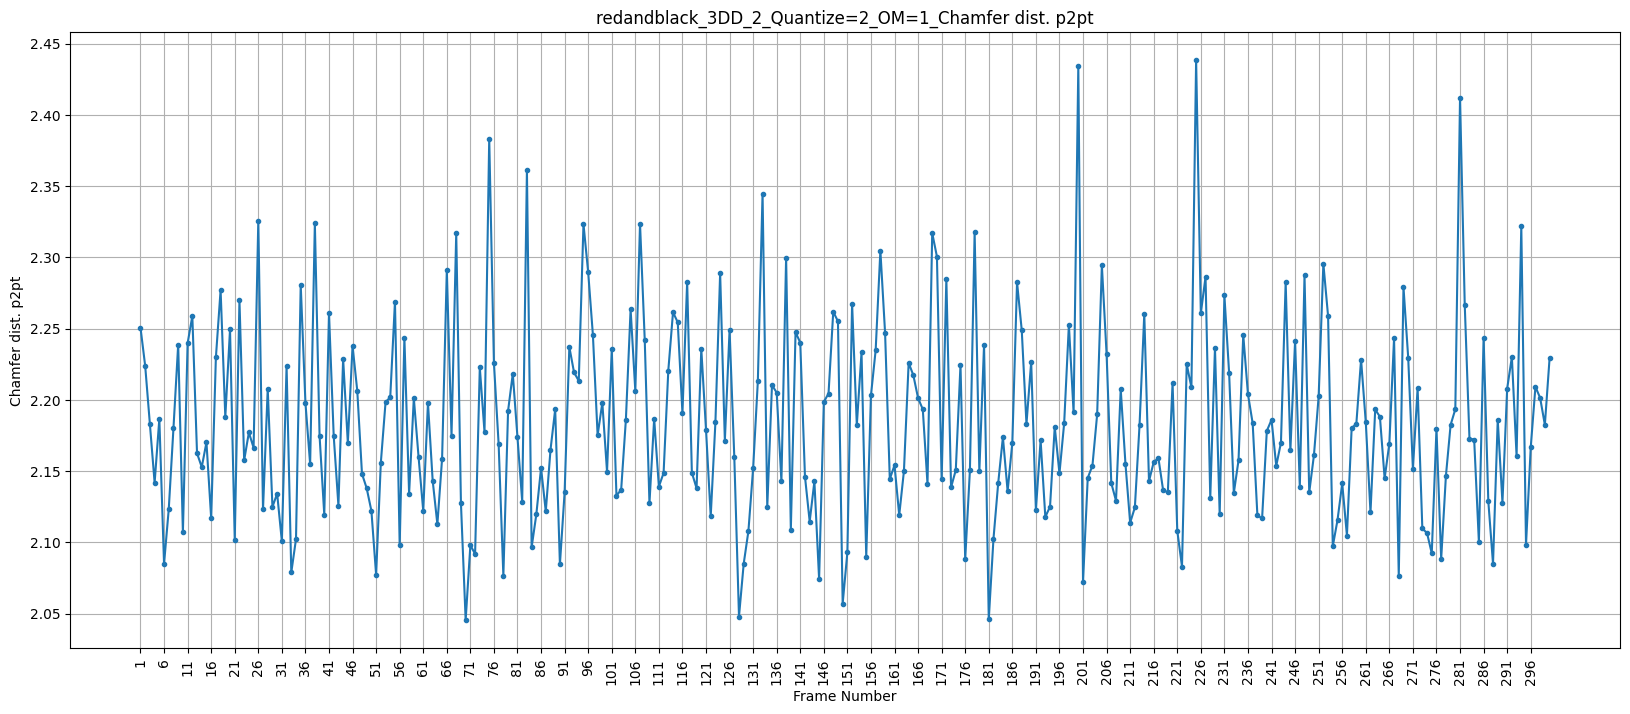 redandblack_3DD_2_Quantize=2_OM=1_Chamfer dist. p2pt
2.45
2.40
2.35
2.30
2.25
2.20
2.15
2.10
2.05
Chamfer dist. p2pt
1 6 11 16 21 26 31 36 41 46 51 56 61 66 71 76 81 86 91 96 101 106 111 116 121 126 131 136 141 146 151 156 161 166 171 176 181 186 191 196 201 206 211 216 221 226 231 236 241 246 251 256 261 266 271 276 281 286 291 296
Frame Number